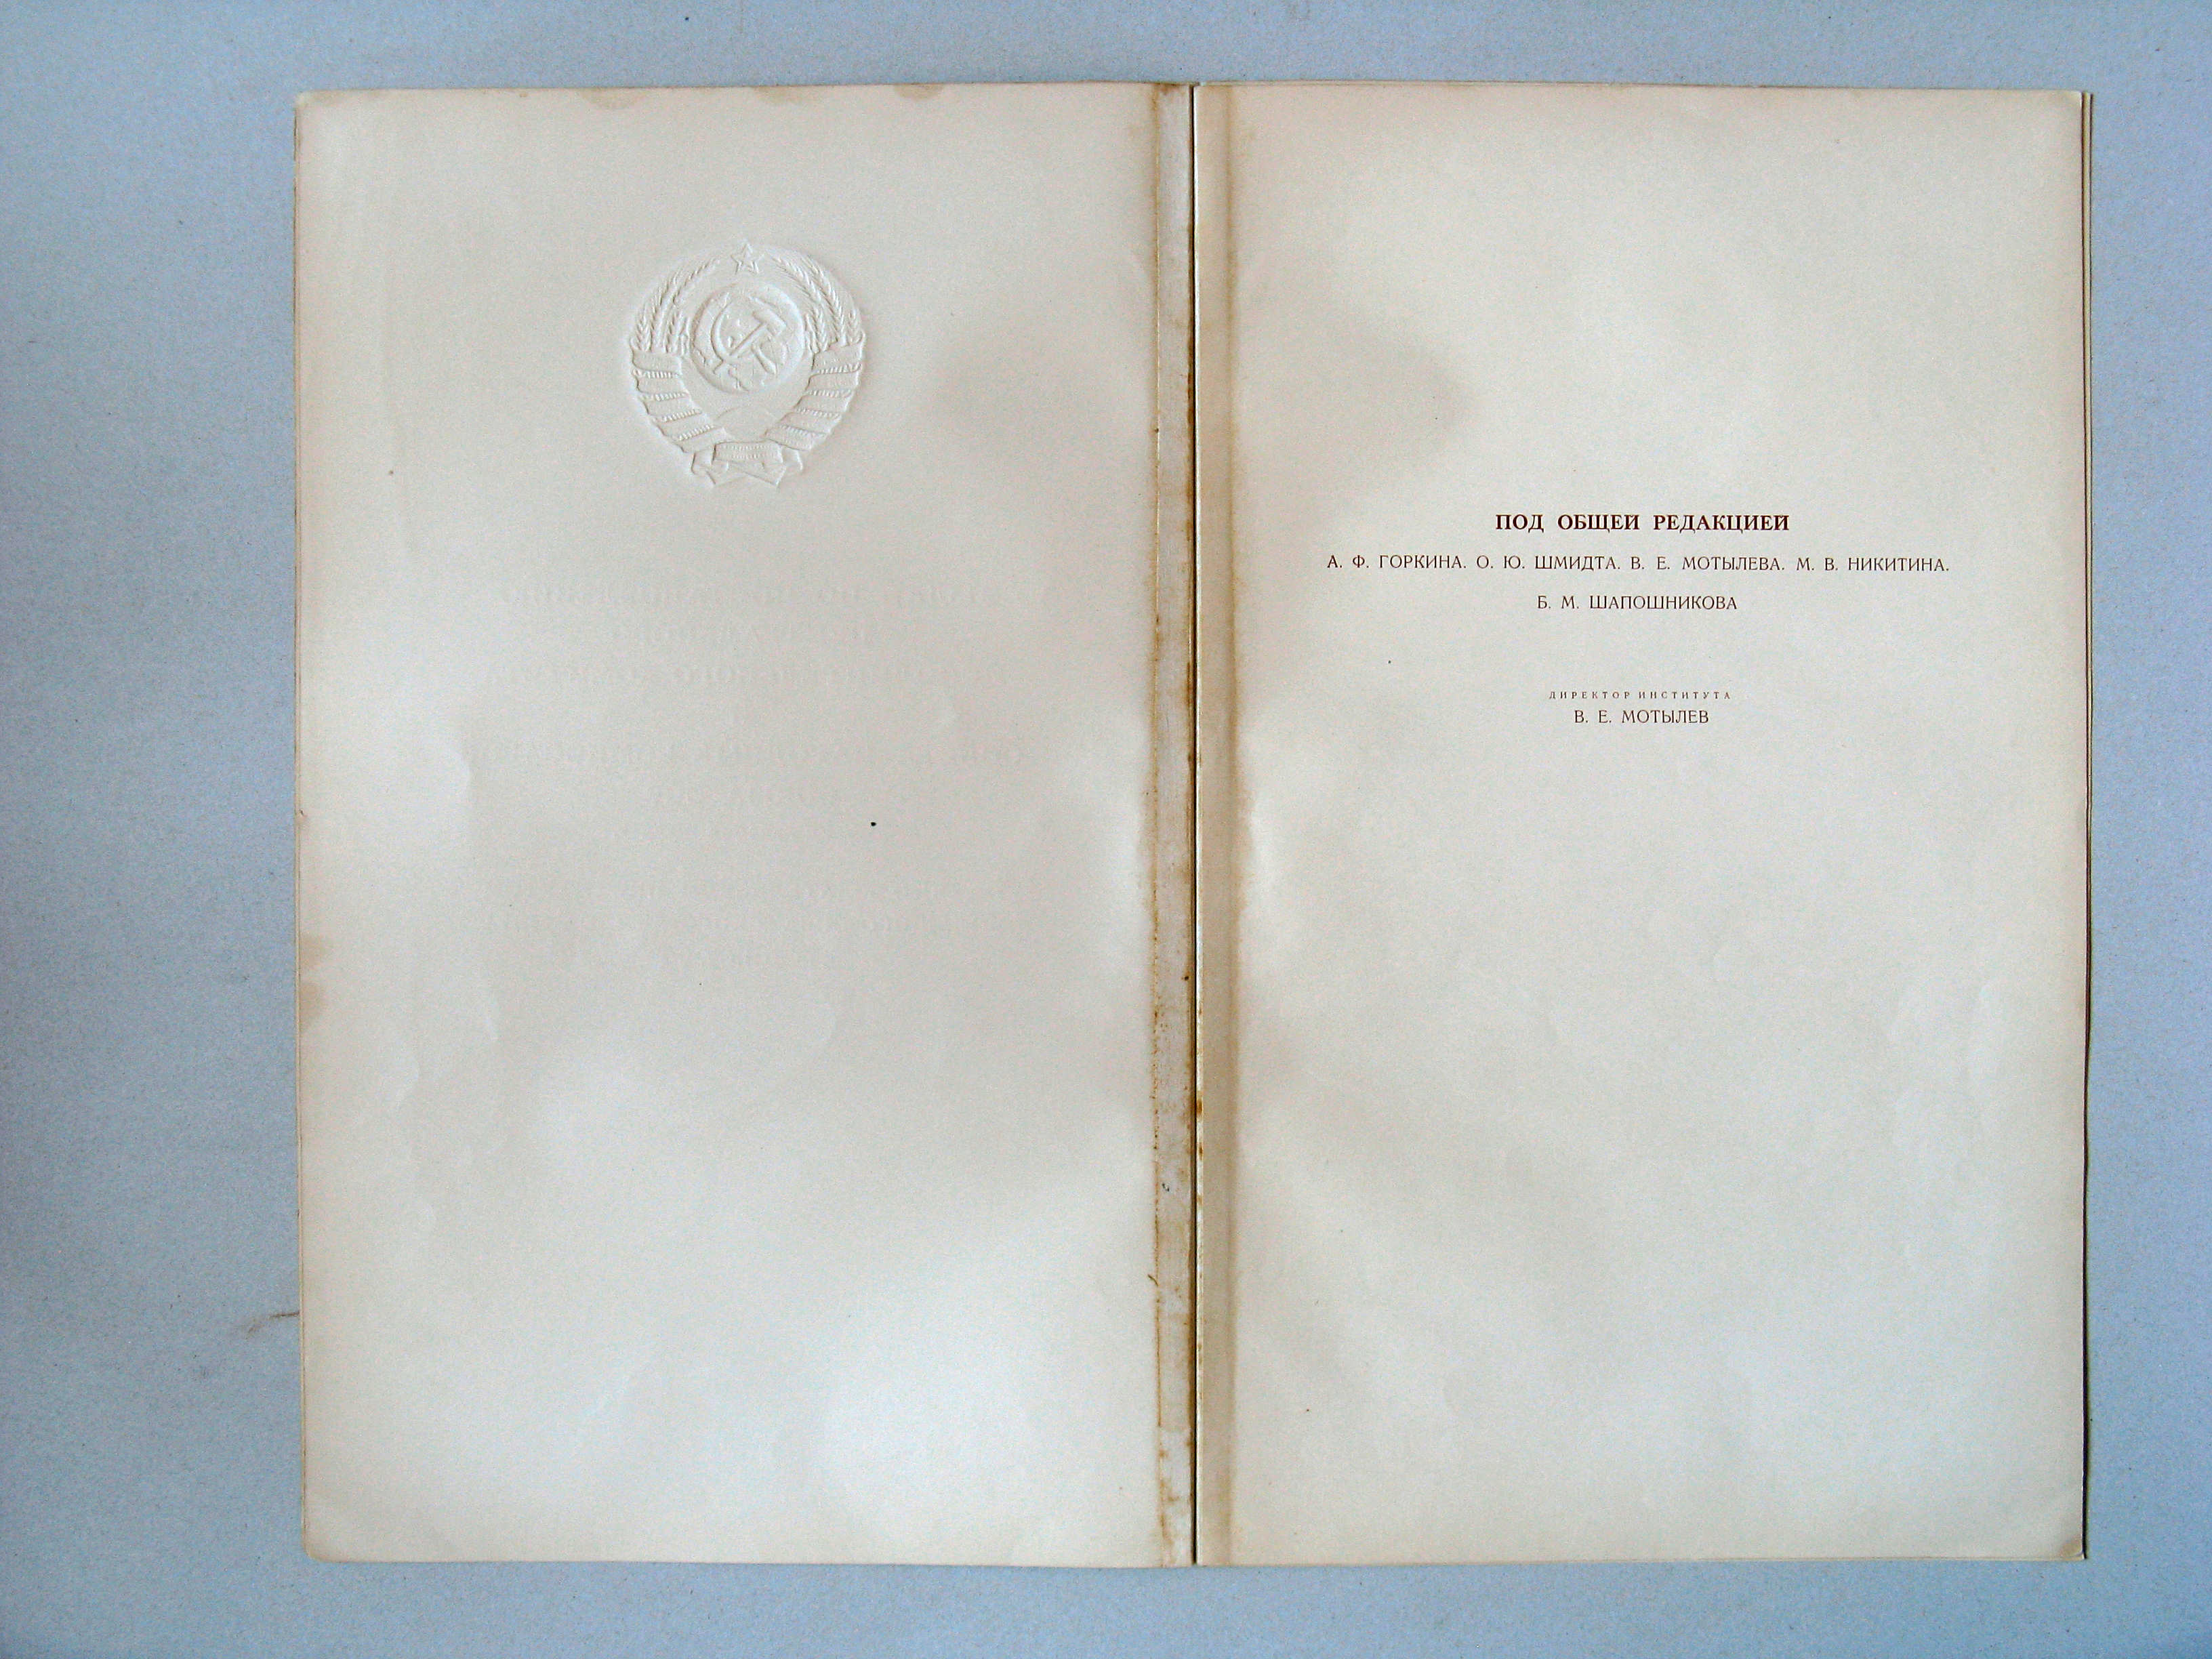 ПОД ОБЩЕЙ РЕДАКЦИЕЙ
А. Ф. ГОРКИНА. О. Ю. ШМИДТА. В. Е. МОТЫЛЕВА. М. В. НИКИТИНА.
Б. М. ШАПОШНИКОВА
ДИРЕКТОР ИНСТИТУТА
В. Е. МОТЫЛЕВ